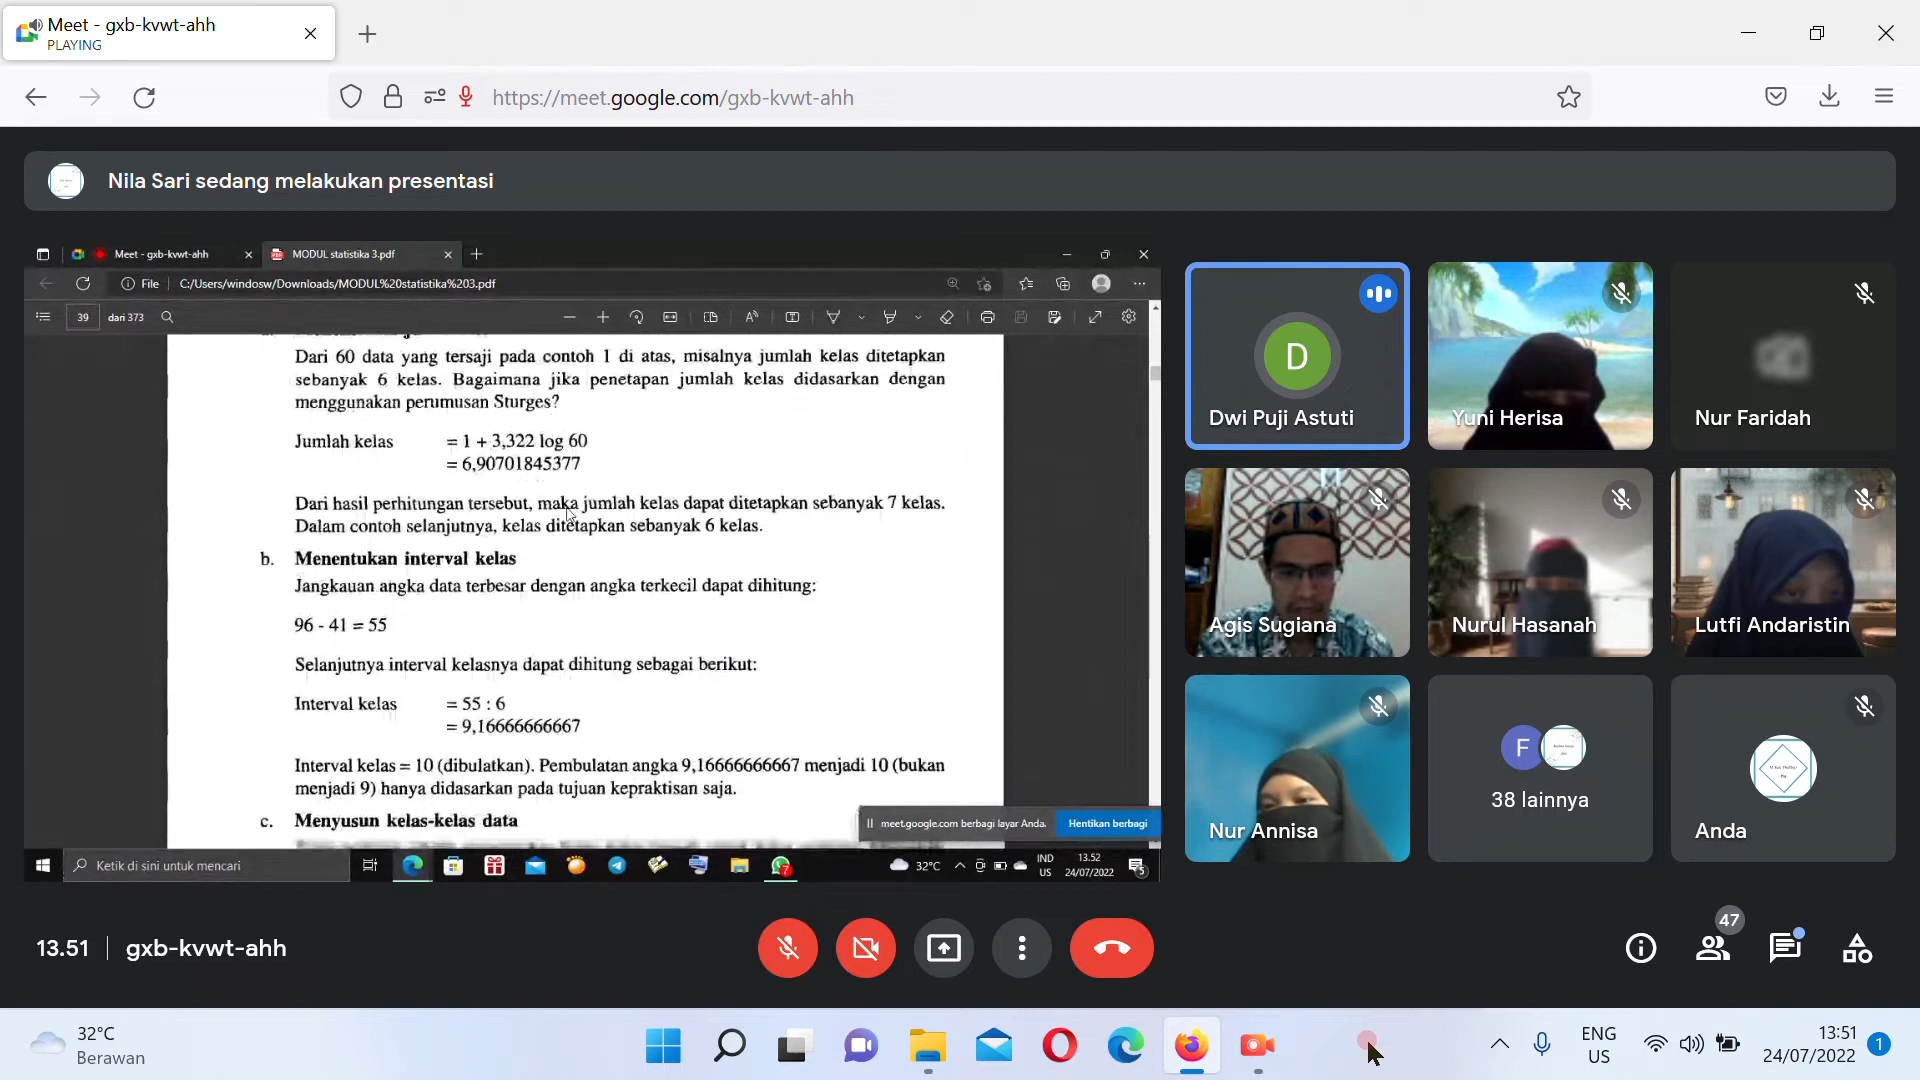 Meet - gxb-kvwt-ahh
PLAYING
https://meet.google.com/gxb-kvwt-ahh
Nila Sari sedang melakukan presentasi
Meet - gxb-kvwt-ahh
MODUL statistika 3.pdf
File
C:/Users/windosw/Downloads/MODUL%20statistika%203.pdf
39
dari 373
Dari 60 data yang tersaji pada contoh 1 di atas, misalnya jumlah kelas ditetapkan
sebanyak 6 kelas. Bagaimana jika penetapan jumlah kelas didasarkan dengan
menggunakan perumusan Sturges?
Jumlah kelas = 1 + 3,322 log 60
= 6,90701845377
Dari hasil perhitungan tersebut, maka jumlah kelas dapat ditetapkan sebanyak 7 kelas.
Dalam contoh selanjutnya, kelas ditetapkan sebanyak 6 kelas.
b. Menentukan interval kelas
Jangkauan angka data terbesar dengan angka terkecil dapat dihitung:
96 - 41 = 55
Selanjutnya interval kelasnya dapat dihitung sebagai berikut:
Interval kelas = 55 : 6
= 9,16666666667
Interval kelas = 10 (dibulatkan). Pembulatan angka 9,16666666667 menjadi 10 (bukan
menjadi 9) hanya didasarkan pada tujuan kepraktisan saja.
c. Menyusun kelas-kelas data
meet.google.com berbagi layar Anda.
Hentikan berbagi
Ketik di sini untuk mencari
32°C
IND
US
13.52
24/07/2022
5
D
Dwi Puji Astuti
Yuni Herisa
Nur Faridah
Agis Sugiana
Nurul Hasanah
Lutfi Andaristin
Nur Annisa
F
38 lainnya
Anda
13.51
gxb-kvwt-ahh
47
32°C
Berawan
ENG
US
13:51
24/07/2022
1